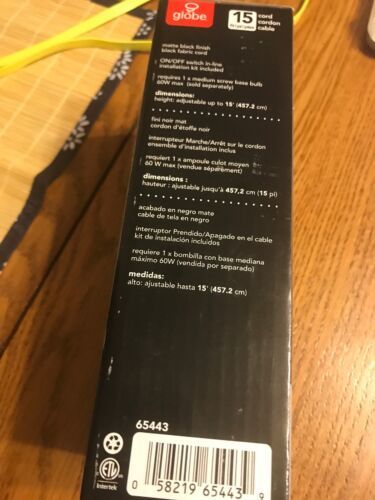 globe
15 cord
cordon
cable
matte black finish
black fabric cord
ON/OFF switch in-line
installation kit included
requires 1 x medium screw base bulb
60W max (sold separately)
dimensions:
height: adjustable up to 15' (457.2 cm)
fini noir mat
cordon d'étoffe noir
interrupteur Marche/Arrêt sur le cordon
ensemble d'installation inclus
requiert 1 x ampoule culot moyen
60 W max (vendue séparément)
dimensions :
hauteur : ajustable jusqu'à 457,2 cm (15 pi)
acabado en negro mate
cable de tela en negro
interruptor Prendido/Apagado en el cable
kit de instalación incluidos
requiere 1 x bombilla con base mediana
máximo 60W (vendida por separado)
medidas:
alto: ajustable hasta 15' (457.2 cm)
65443
ETL
Intertek
0 58219 65443 9